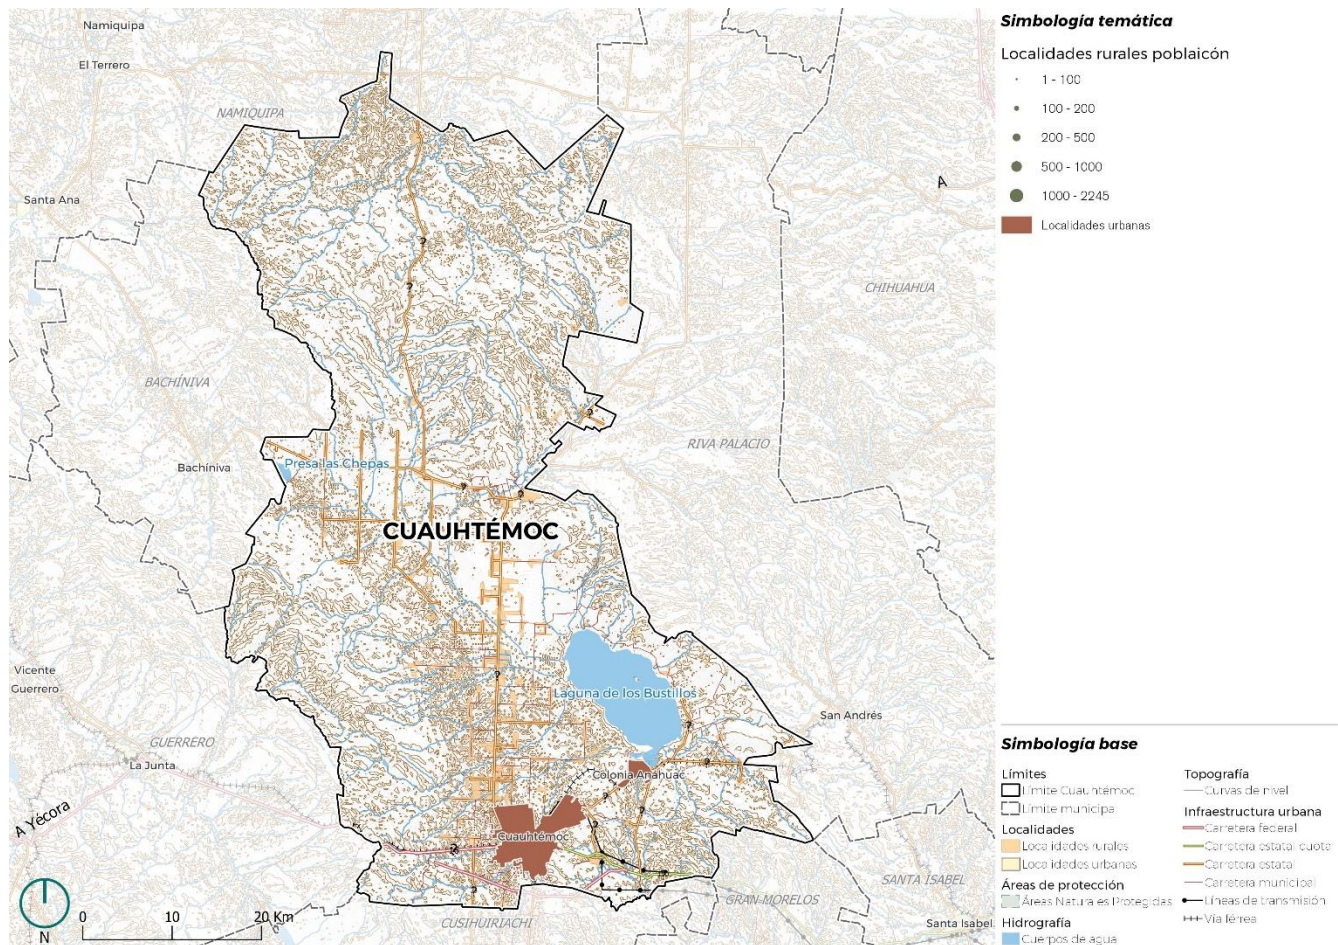 Namiquipa
El Terrero
NAMIQUIPA
Santa Ana
A
CHIHUAHUA
BACHÍNIVA
RIVA PALACIO
Bachíniva
Presa las Chepas
CUAUHTÉMOC
Vicente
Guerrero
Laguna de los Bustillos
San Andrés
GUERRERO
La Junta
Colonia Anáhuac
A Yécora
Cuauhtémoc
SANTA ISABEL
GRAN MORELOS
CUSIHUIRIACHI
Santa Isabel
0 10 20 Km
N
Simbología temática
Localidades rurales poblaicón
1 - 100
100 - 200
200 - 500
500 - 1000
1000 - 2245
Localidades urbanas
Simbología base
Límites
Límite Cuauhtémoc
Límite municipa
Localidades
Localidades rurales
Localidades urbanas
Áreas de protección
Áreas Natura es Protegidas
Hidrografía
Cuerpos de agua
Topografía
Curvas de nivel
Infraestructura urbana
Carretera federal
Carretera estatal cuota
Carretera estatal
Carretera municipal
Líneas de transmisión
Vía férrea